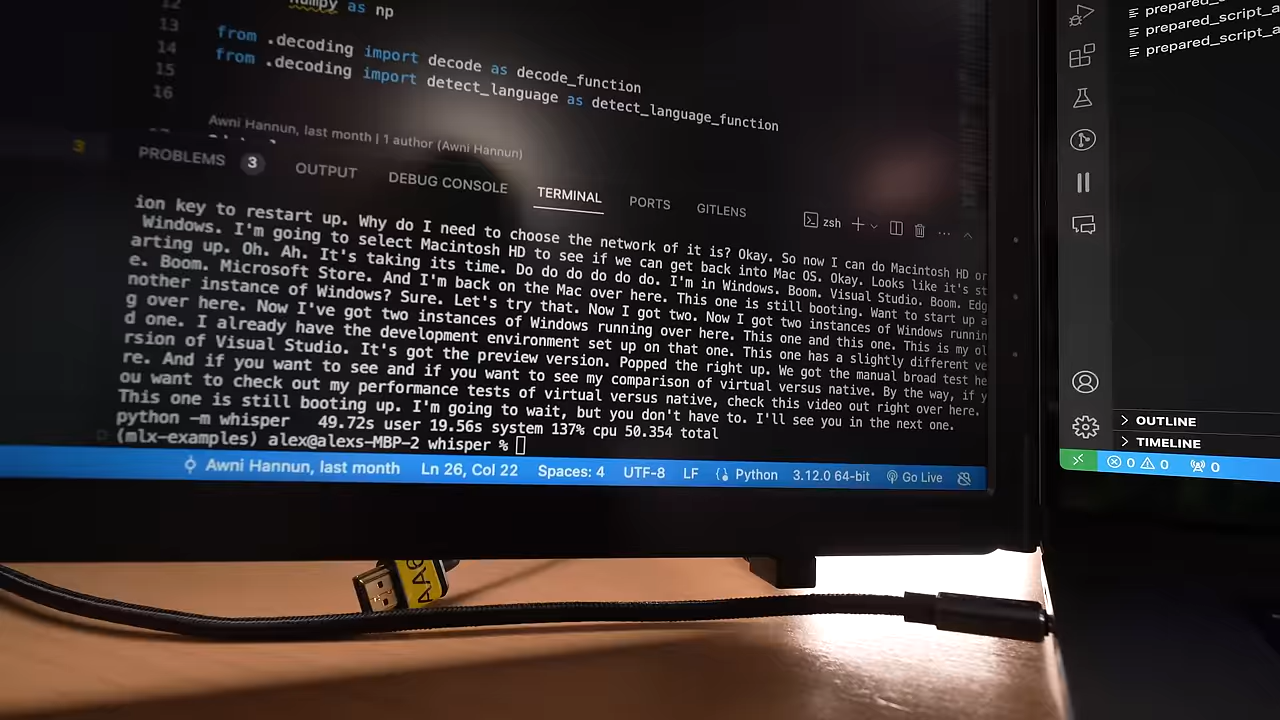 12
numpy as np
13
14 from .decoding import decode as decode_function
15 from .decoding import detect_language as detect_language_function
16
Awni Hannun, last month | 1 author (Awni Hannun)
3
PROBLEMS 3 OUTPUT DEBUG CONSOLE TERMINAL PORTS GITLENS zsh
ion key to restart up. Why do I need to choose the network of it is? Okay. So now I can do Macintosh HD or
Windows. I'm going to select Macintosh HD to see if we can get back into Mac OS. Okay. Looks like it's st
arting up. Oh. Ah. It's taking its time. Do do do do do do. I'm in Windows. Boom. Visual Studio. Boom. Edg
e. Boom. Microsoft Store. And I'm back on the Mac over here. This one is still booting. Want to start up a
nother instance of Windows? Sure. Let's try that. Now I got two. Now I got two instances of Windows runnin
g over here. Now I've got two instances of Windows running over here. This one and this one. This is my ol
d one. I already have the development environment set up on that one. This one has a slightly different ve
rsion of Visual Studio. It's got the preview version. Popped the right up. We got the manual broad test he
re. And if you want to see and if you want to see my comparison of virtual versus native. By the way, if y
ou want to check out my performance tests of virtual versus native, check this video out right over here.
This one is still booting up. I'm going to wait, but you don't have to. I'll see you in the next one.
python -m whisper 49.72s user 19.56s system 137% cpu 50.354 total
(mlx-examples) alex@alexs-MBP-2 whisper %
Awni Hannun, last month Ln 26, Col 22 Spaces: 4 UTF-8 LF Python 3.12.0 64-bit Go Live
prepared_script_a
prepared_script_a
OUTLINE
TIMELINE
0 0 0
AA6